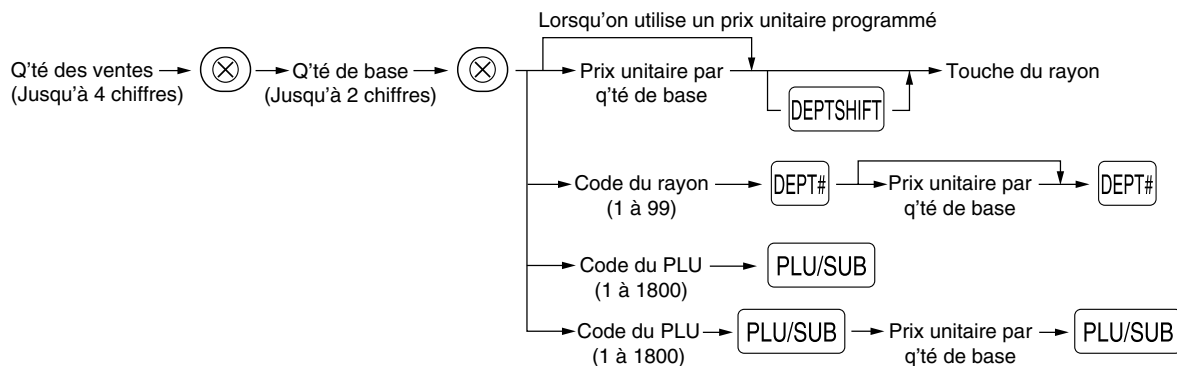 Lorsqu'on utilise un prix unitaire programmé
Q'té des ventes
(Jusqu'à 4 chiffres)
Q'té de base
(Jusqu'à 2 chiffres)
Prix unitaire par
q'té de base
DEPTSHIFT
Touche du rayon
Code du rayon
(1 à 99)
DEPT#
Prix unitaire par
q'té de base
DEPT#
Code du PLU
(1 à 1800)
PLU/SUB
Code du PLU
(1 à 1800)
PLU/SUB
Prix unitaire par
q'té de base
PLU/SUB